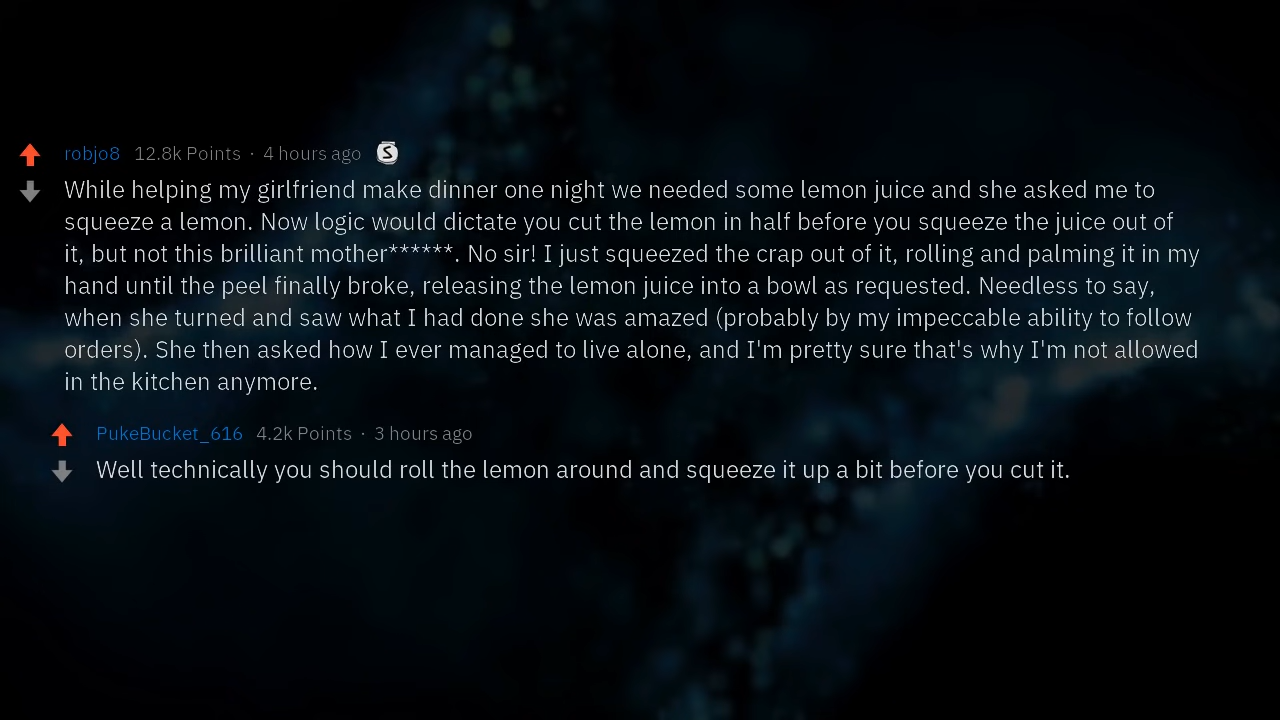 robjo8 12.8k Points · 4 hours ago S
While helping my girlfriend make dinner one night we needed some lemon juice and she asked me to
squeeze a lemon. Now logic would dictate you cut the lemon in half before you squeeze the juice out of
it, but not this brilliant mother******. No sir! I just squeezed the crap out of it, rolling and palming it in my
hand until the peel finally broke, releasing the lemon juice into a bowl as requested. Needless to say,
when she turned and saw what I had done she was amazed (probably by my impeccable ability to follow
orders). She then asked how I ever managed to live alone, and I'm pretty sure that's why I'm not allowed
in the kitchen anymore.
PukeBucket_616 4.2k Points · 3 hours ago
Well technically you should roll the lemon around and squeeze it up a bit before you cut it.